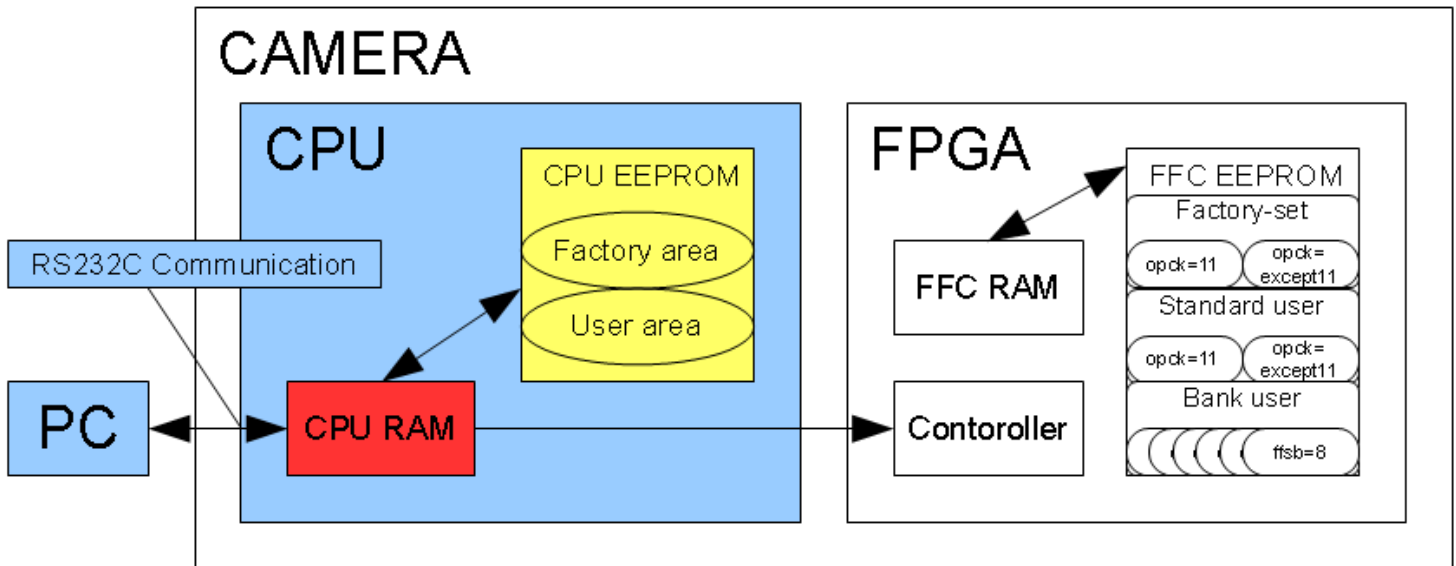 CAMERA
CPU
CPU EEPROM
Factory area
User area
RS232C Communication
PC
CPU RAM
FPGA
FFC RAM
Contoroller
FFC EEPROM
Factory-set
opck=11
opck=
except11
Standard user
opck=11
opck=
except11
Bank user
ffsb=8